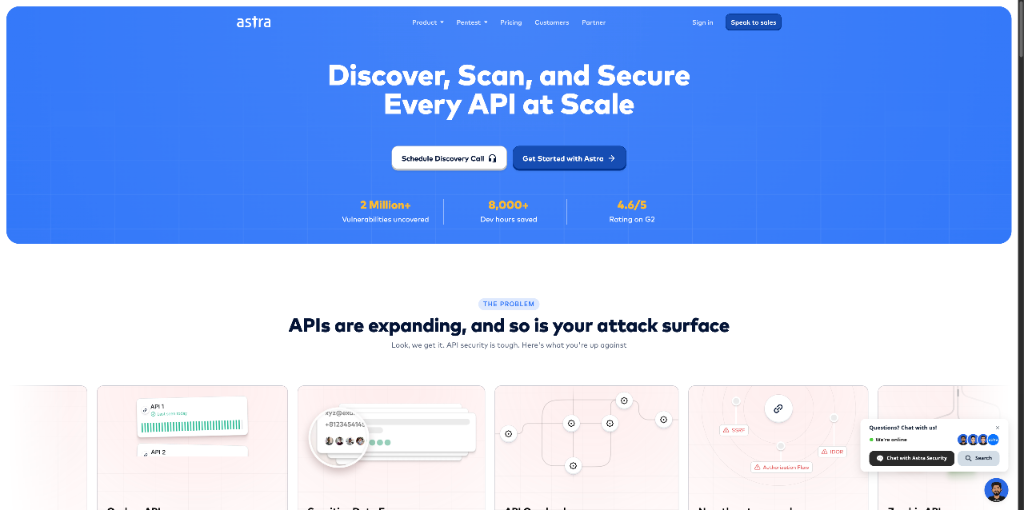 astra
Product
Pentest
Pricing
Customers
Partner
Sign in
Speak to sales
Discover, Scan, and Secure
Every API at Scale
Schedule Discovery Call
Get Started with Astra
2 Million+
Vulnerabilities uncovered
8,000+
Dev hours saved
4.6/5
Rating on G2
THE PROBLEM
APIs are expanding, and so is your attack surface
Look, we get it. API security is tough. Here's what you're up against
API 1
API 2
+812345414
SSRF
IDOR
Authorization Flaw
Questions? Chat with us!
We're online
Chat with Astra Security
Search